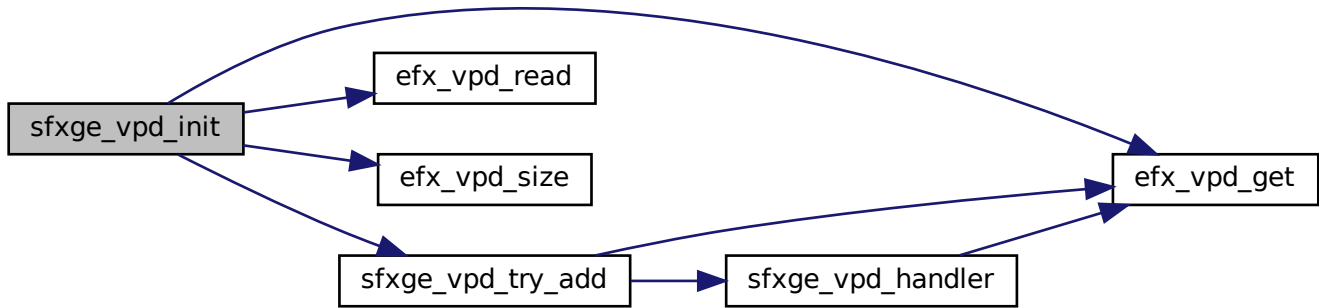 sfxge_vpd_init
efx_vpd_read
efx_vpd_size
sfxge_vpd_try_add
sfxge_vpd_handler
efx_vpd_get